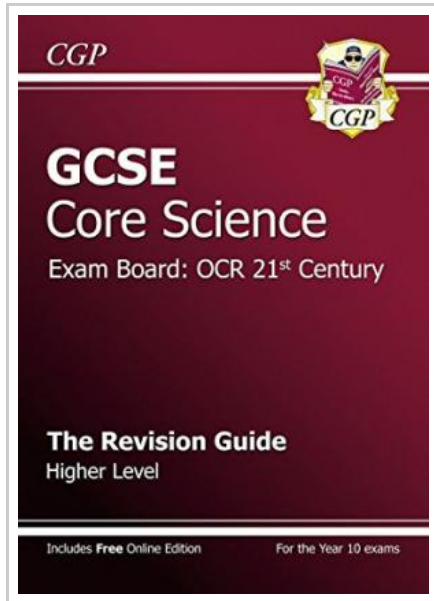 CGP
CGP
CGP
GCSE
Core Science
Exam Board: OCR 21st Century
The Revision Guide
Higher Level
Includes Free Online Edition
For the Year 10 exams